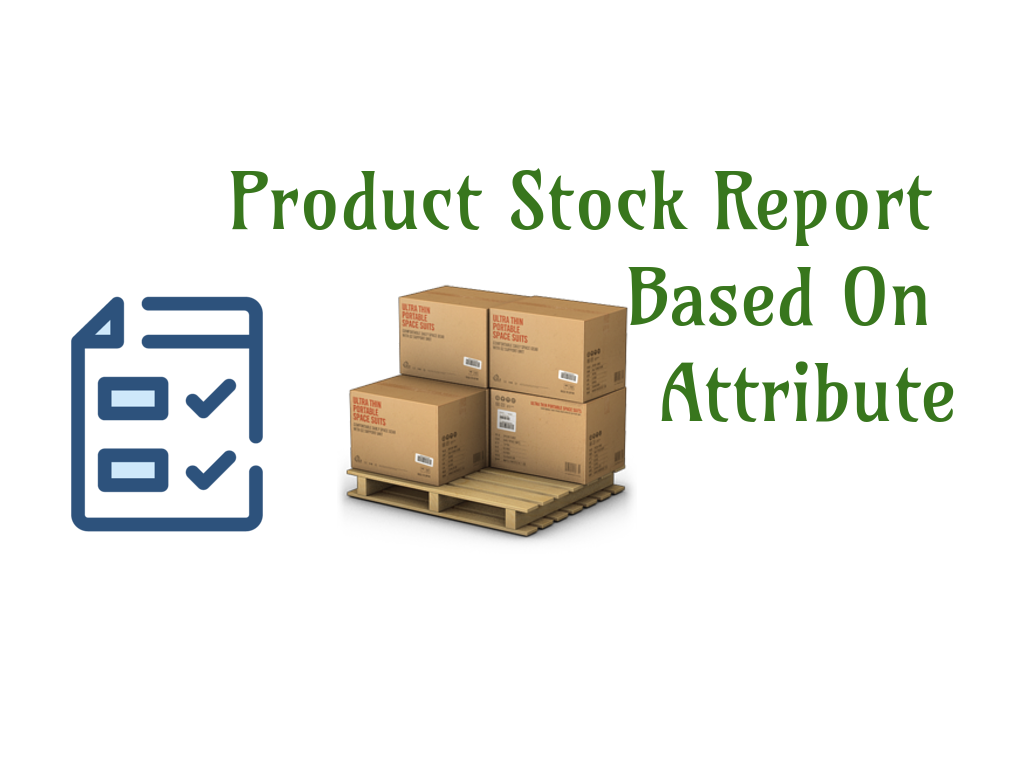 Product Stock Report
Based On
Attribute
ULTRA THIN
PORTABLE
SPACE SUITS
ULTRA THIN
PORTABLE
SPACE SUITS
ULTRA THIN
PORTABLE
SPACE SUITS
ULTRA THIN PORTABLE SPACE SUITS